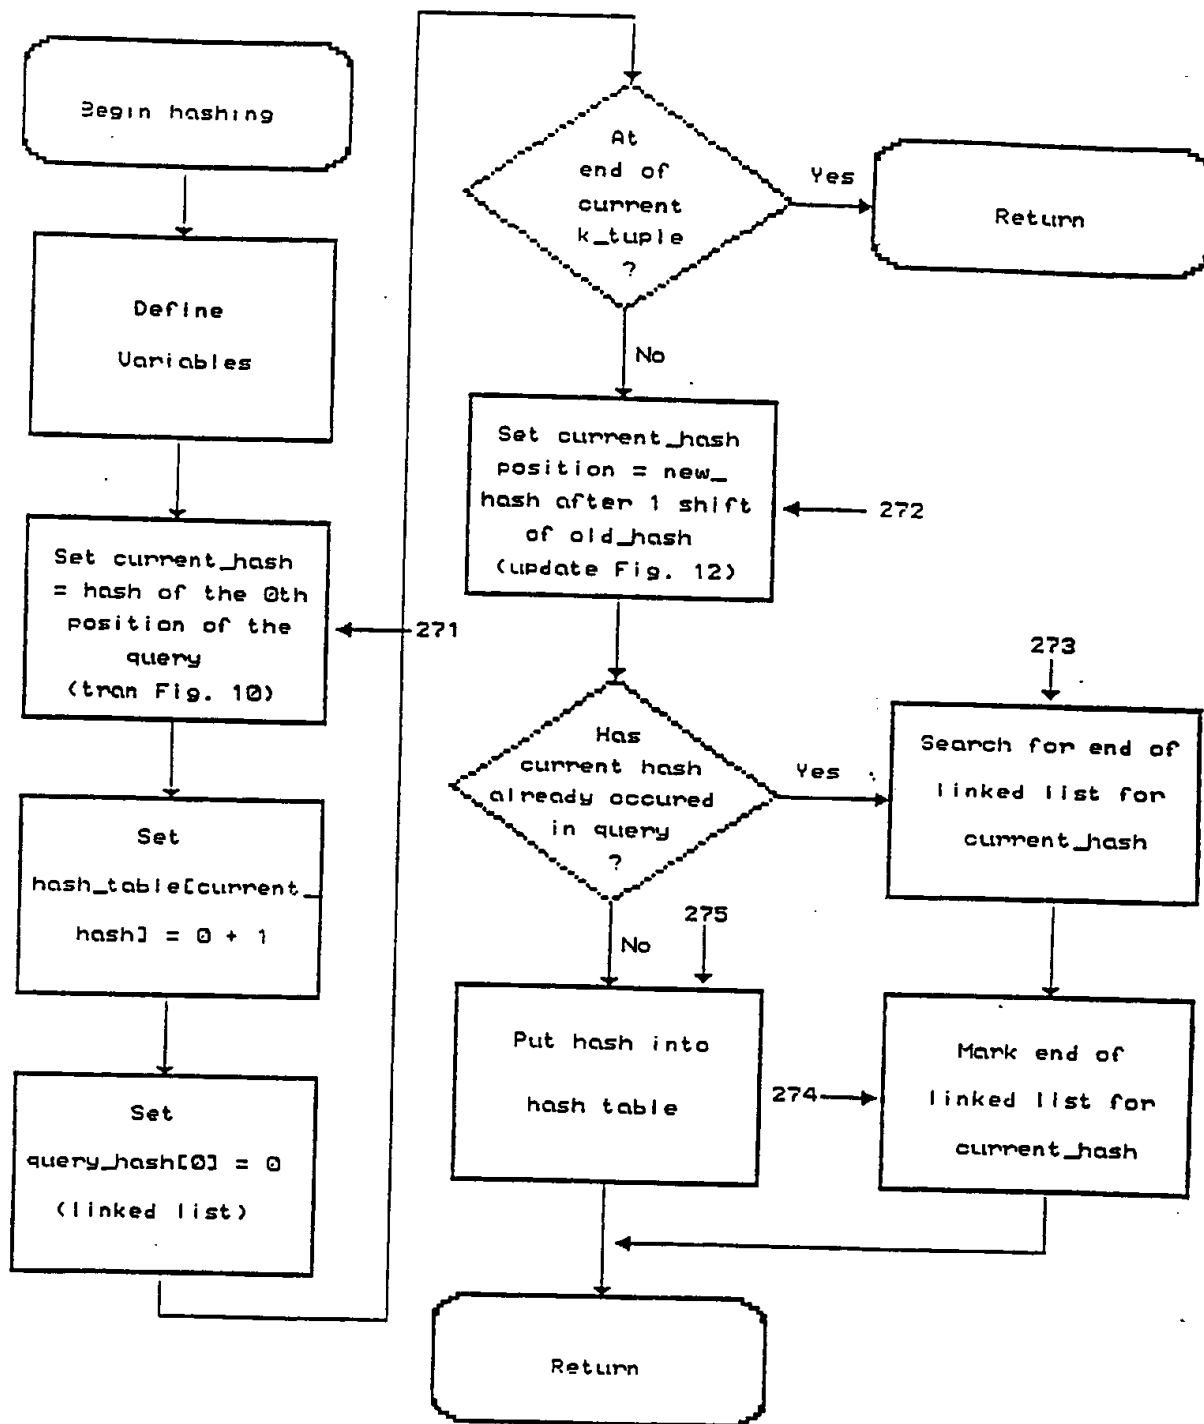 Begin hashing
Define
Variables
Set current_hash
= hash of the 0th
position of the
query
(tran Fig. 10)
271
Set
hash_table[current_
hash] = 0 + 1
Set
query_hash[0] = 0
(linked list)
At
end of
current
k_tuple
?
Yes
Return
No
Set current_hash
position = new_
hash after 1 shift
of old_hash
(update Fig. 12)
272
Has
current hash
already occured
in query
?
Yes
273
Search for end of
linked list for
current_hash
No
275
Put hash into
hash table
274
Mark end of
linked list for
current_hash
Return